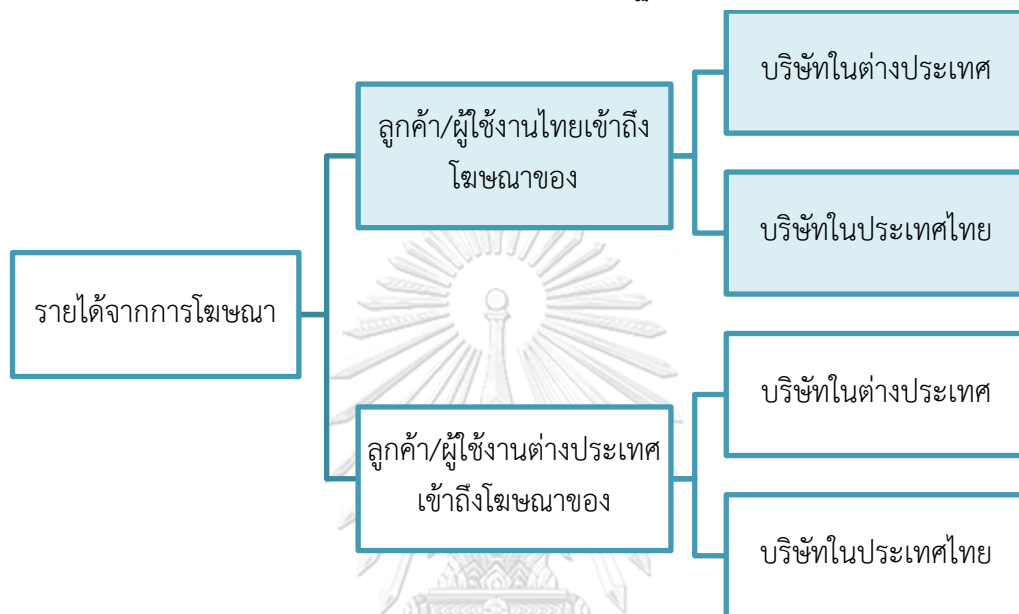 รายได้จากการโฆษณา
ลูกค้า/ผู้ใช้งานไทยเข้าถึง
โฆษณาของ
บริษัทในต่างประเทศ
บริษัทในประเทศไทย
ลูกค้า/ผู้ใช้งานต่างประเทศ
เข้าถึงโฆษณาของ
บริษัทในต่างประเทศ
บริษัทในประเทศไทย